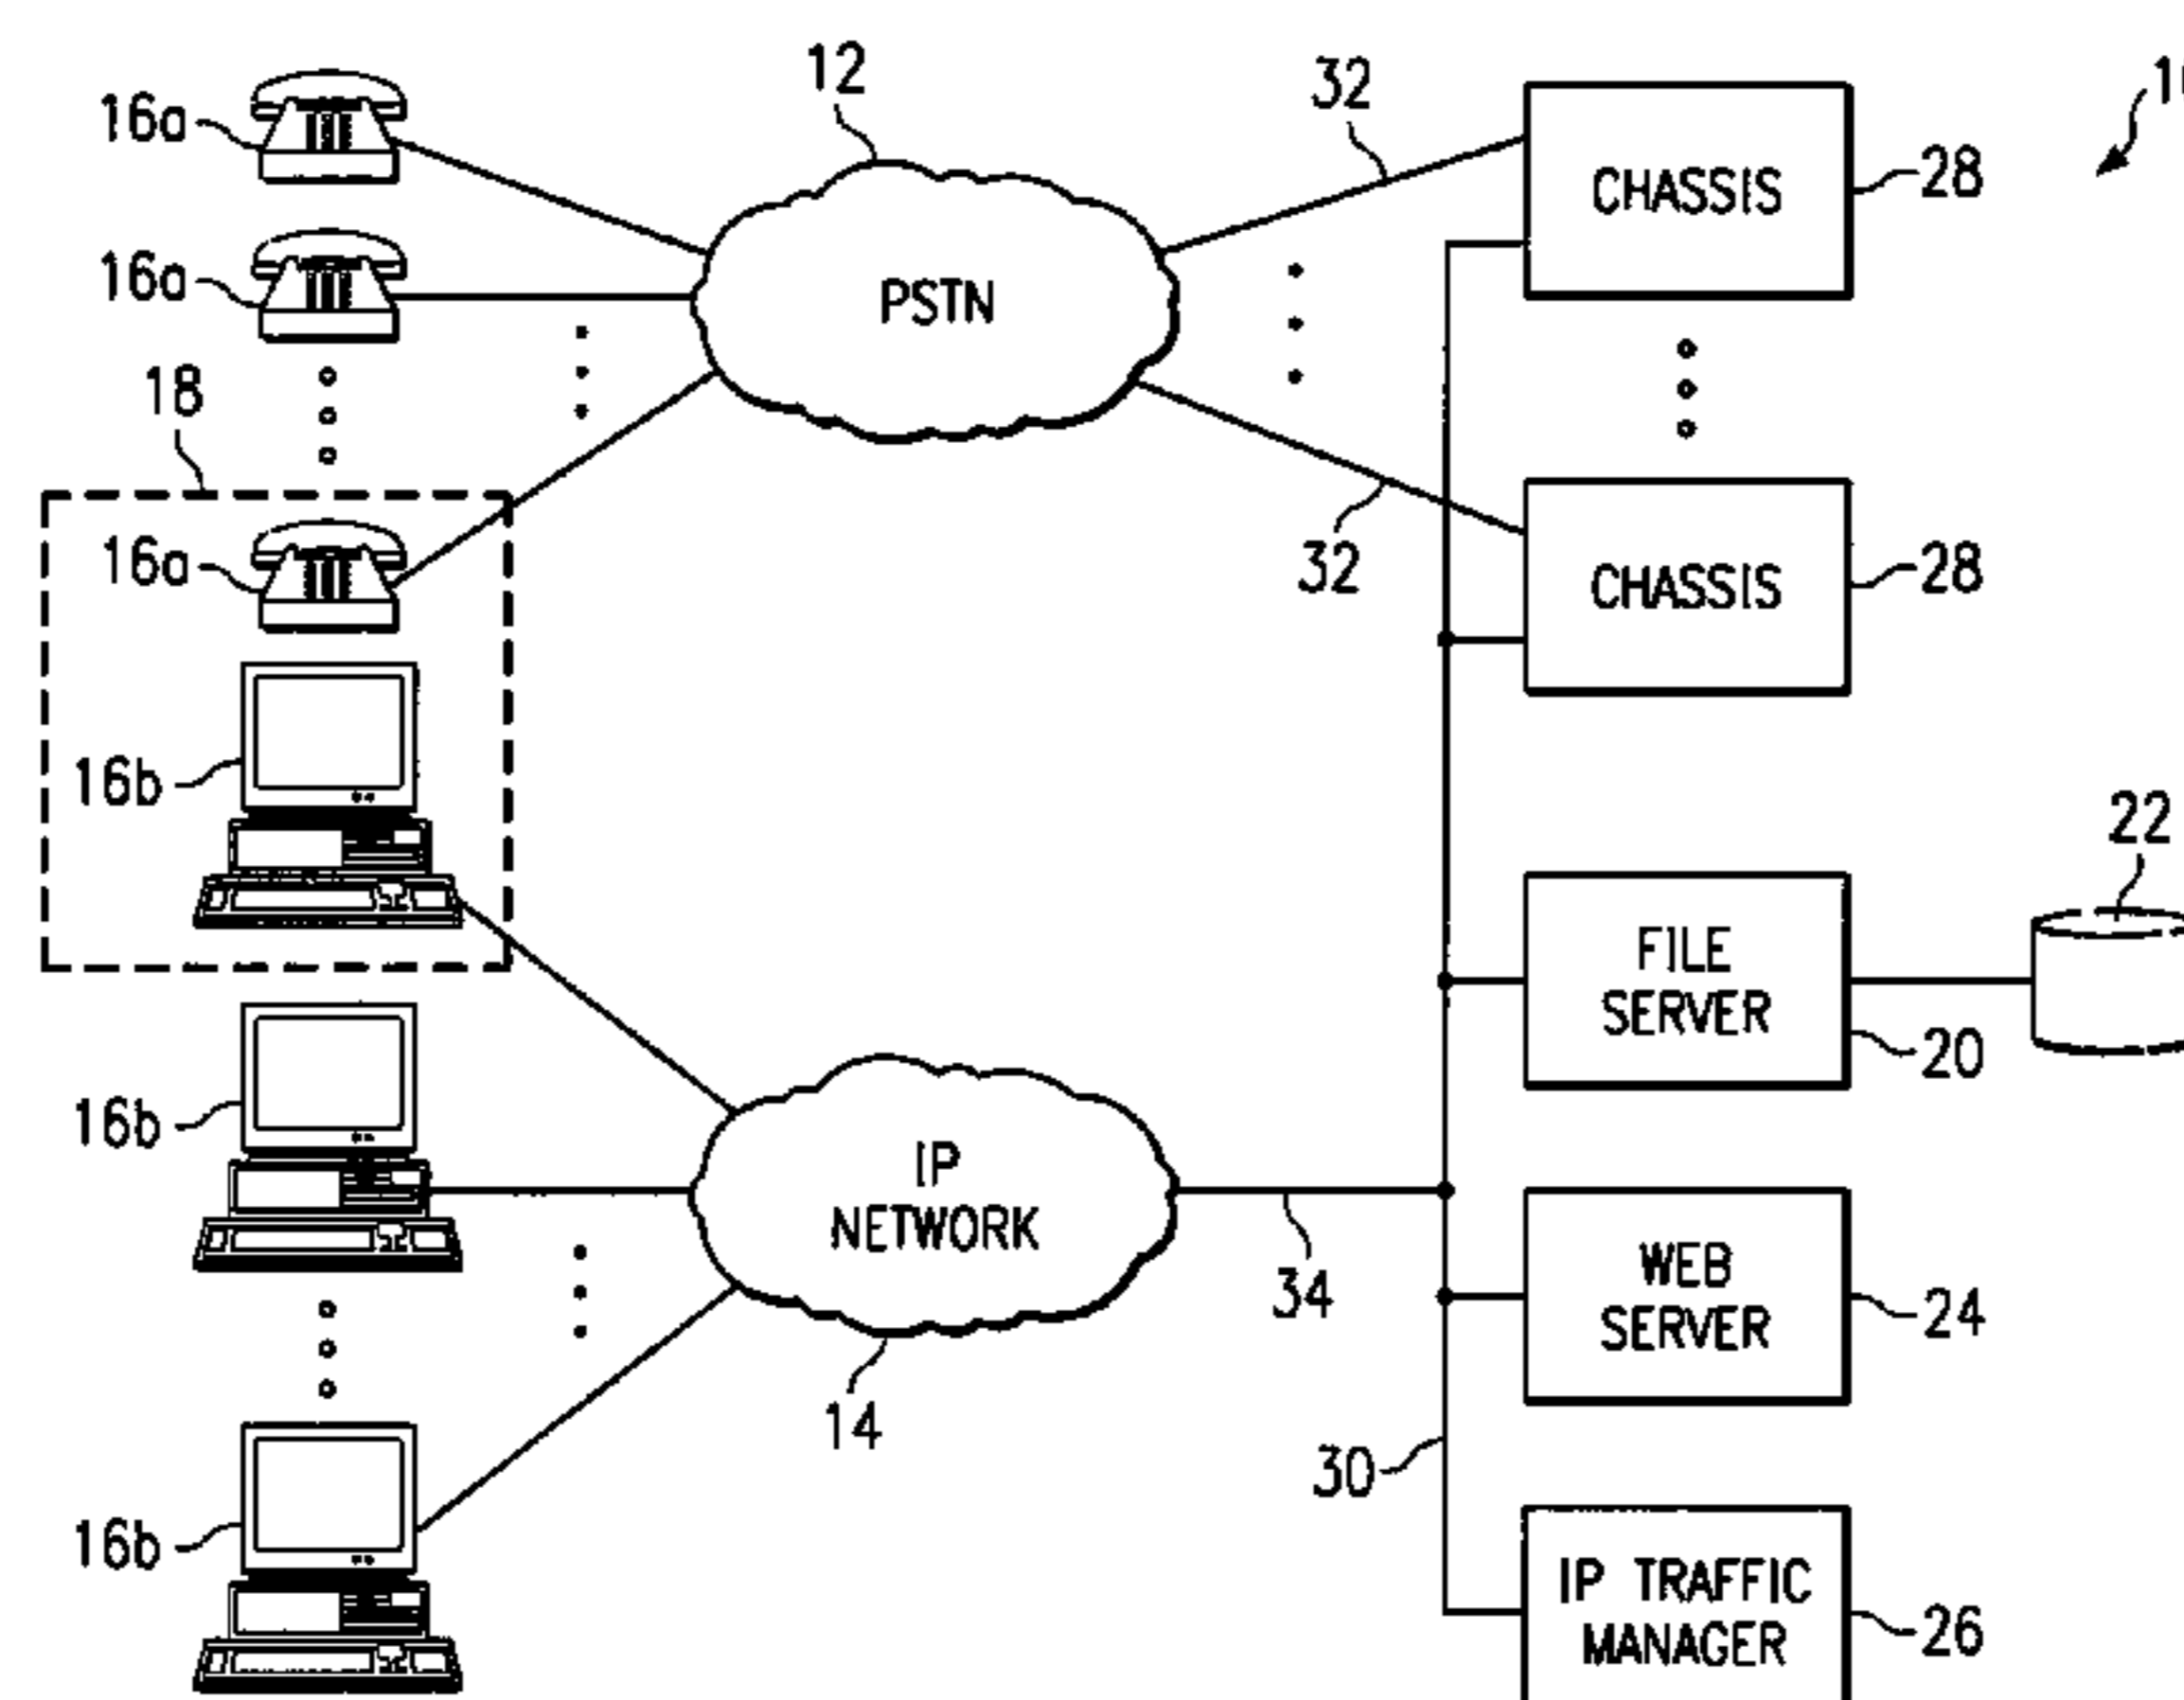 12
32
16a
CHASSIS
28
16a
PSTN
18
16a
32
CHASSIS
28
16b
22
FILE
SERVER
20
16b
IP
NETWORK
34
WEB
SERVER
24
14
30
16b
IP TRAFFIC
MANAGER
26